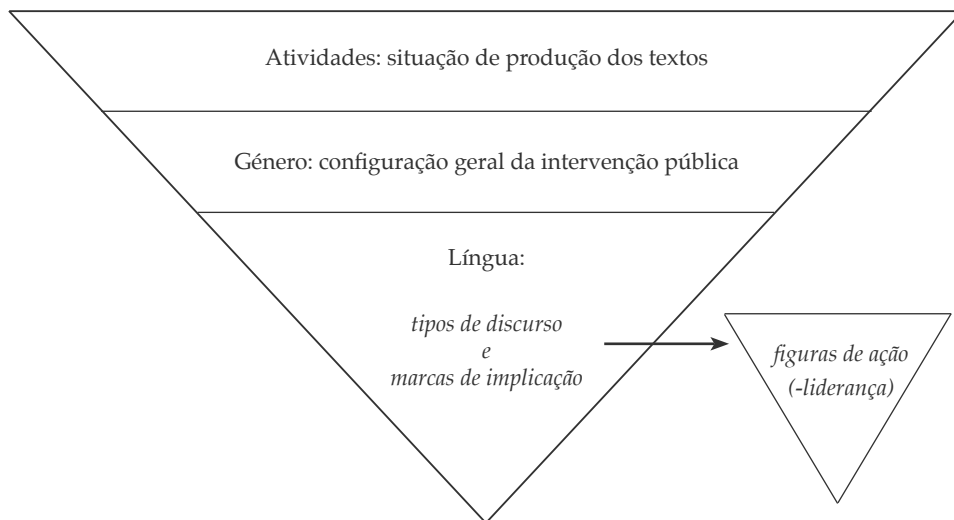 Atividades: situação de produção dos textos
Género: configuração geral da intervenção pública
Língua:
tipos de discurso
e
marcas de implicação
figuras de ação
(-liderança)